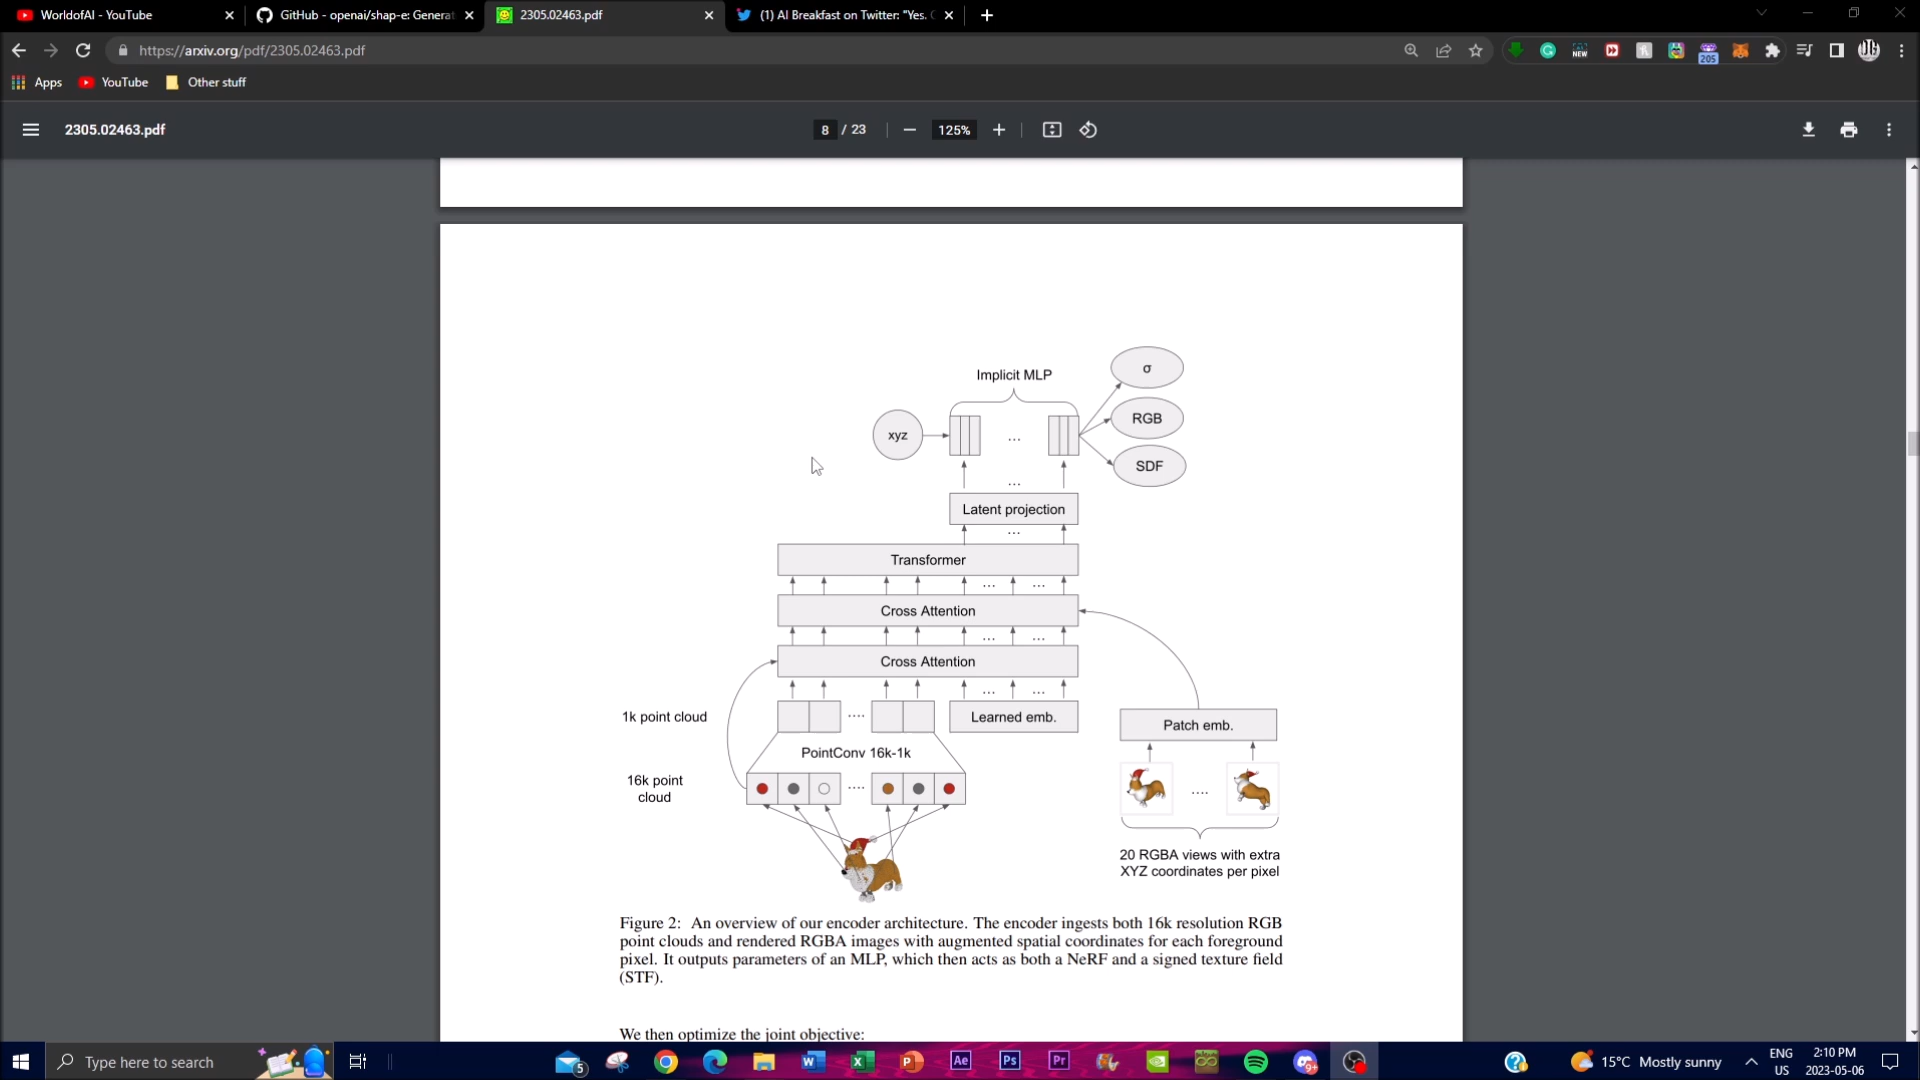 WorldofAI - YouTube
GitHub - openai/shap-e: Generat
2305.02463.pdf
(1) AI Breakfast on Twitter: "Yes.
https://arxiv.org/pdf/2305.02463.pdf
NEW
205
Apps
YouTube
Other stuff
2305.02463.pdf
8 / 23
125%
Implicit MLP
σ
RGB
xyz
...
SDF
...
Latent projection
...
Transformer
... ...
Cross Attention
... ...
Cross Attention
... ...
1k point cloud
....
Learned emb.
Patch emb.
PointConv 16k-1k
16k point
cloud
....
....
20 RGBA views with extra
XYZ coordinates per pixel
Figure 2: An overview of our encoder architecture. The encoder ingests both 16k resolution RGB
point clouds and rendered RGBA images with augmented spatial coordinates for each foreground
pixel. It outputs parameters of an MLP, which then acts as both a NeRF and a signed texture field
(STF).
We then optimize the joint objective:
Type here to search
5
W
X
P
Ae
Ps
Pr
9+
15°C Mostly sunny
ENG
US
2:10 PM
2023-05-06